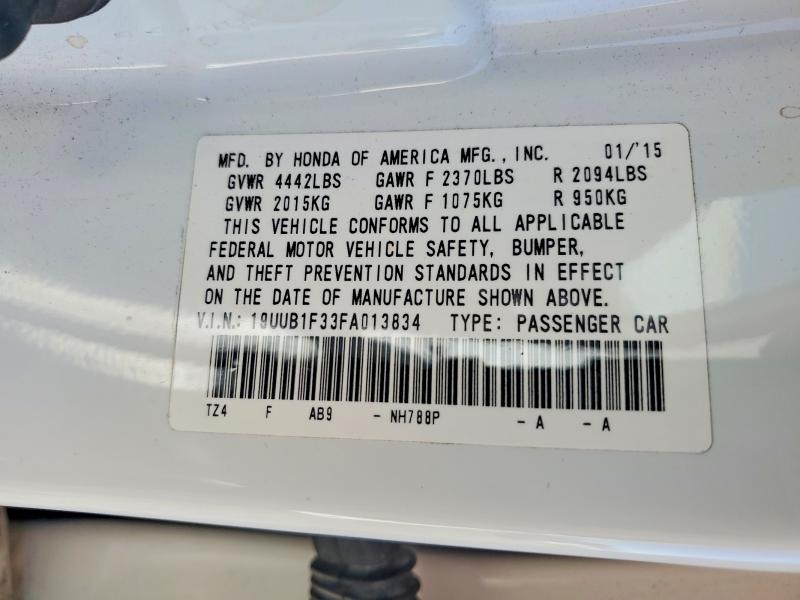 MFD. BY HONDA OF AMERICA MFG., INC. 01/'15
GVWR 4442LBS GAWR F 2370LBS R 2094LBS
GVWR 2015KG GAWR F 1075KG R 950KG
THIS VEHICLE CONFORMS TO ALL APPLICABLE
FEDERAL MOTOR VEHICLE SAFETY, BUMPER,
AND THEFT PREVENTION STANDARDS IN EFFECT
ON THE DATE OF MANUFACTURE SHOWN ABOVE.
V.I.N.: 19UUB1F33FA013834 TYPE: PASSENGER CAR
TZ4 F AB9 - NH788P - A - A